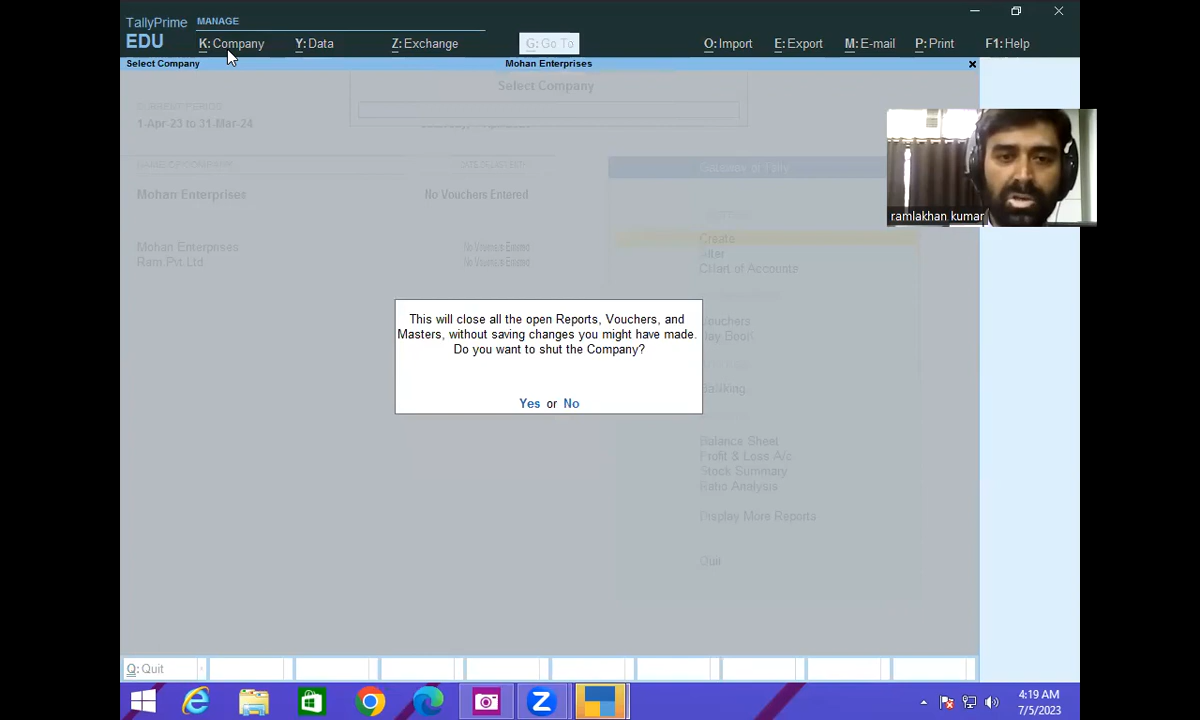 TallyPrime
MANAGE
EDU
K: Company
Y: Data
Z: Exchange
G: Go To
O: Import
E: Export
M: E-mail
P: Print
F1: Help
Select Company
Mohan Enterprises
Select Company
1-Apr-23 to 31-Mar-24
Gateway of Tally
Mohan Enterprises
No Vouchers Entered
Mohan Enterprises
No Vouchers Entered
Ram Pvt.Ltd
No Vouchers Entered
Create
Alter
Chart of Accounts
Vouchers
Day Book
Banking
Balance Sheet
Profit & Loss A/c
Stock Summary
Ratio Analysis
Display More Reports
Quit
This will close all the open Reports, Vouchers, and
Masters, without saving changes you might have made.
Do you want to shut the Company?
Yes or No
ramlakhan kumar
Q: Quit
4:19 AM
7/5/2023